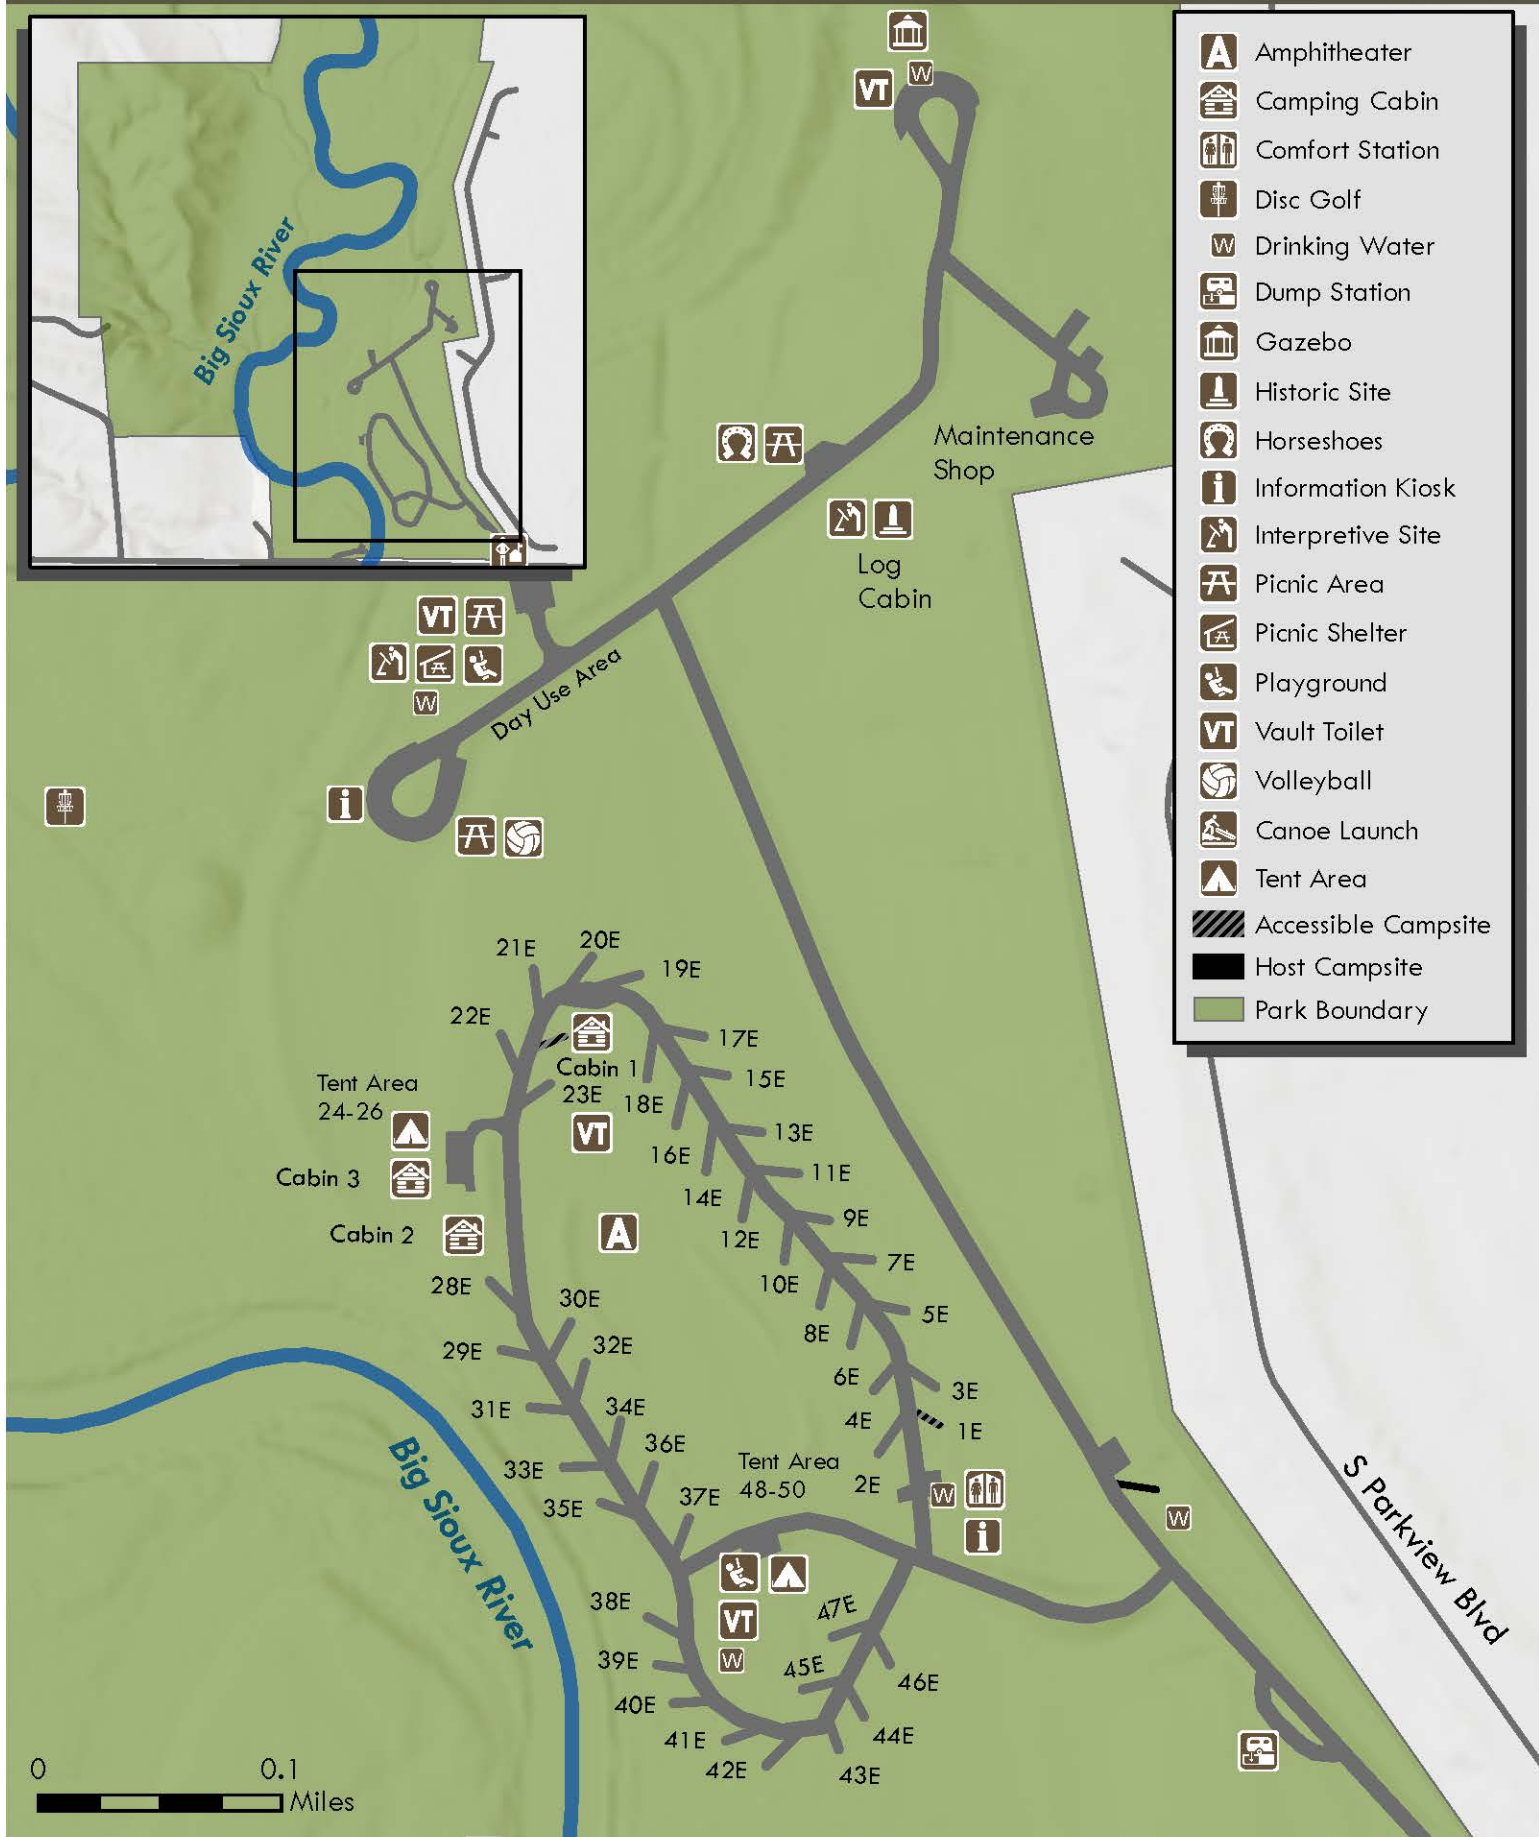 Big Sioux River
VT
W
Maintenance
Shop
Log
Cabin
VT
W
Day Use Area
i
A Amphitheater
Camping Cabin
Comfort Station
Disc Golf
W Drinking Water
Dump Station
Gazebo
Historic Site
Horseshoes
i Information Kiosk
Interpretive Site
Picnic Area
Picnic Shelter
Playground
VT Vault Toilet
Volleyball
Canoe Launch
Tent Area
Accessible Campsite
Host Campsite
Park Boundary
21E
20E
19E
22E
17E
Cabin 1
15E
Tent Area
24-26
23E
18E
VT
13E
16E
11E
Cabin 3
14E
9E
Cabin 2
A
12E
7E
28E
10E
30E
5E
8E
29E
32E
6E
3E
31E
34E
4E
1E
36E
33E
Tent Area
48-50
2E
W
35E
37E
W
i
38E
VT
47E
39E
W
45E
46E
40E
41E
44E
42E
43E
Big Sioux River
S Parkview Blvd
0 0.1
Miles